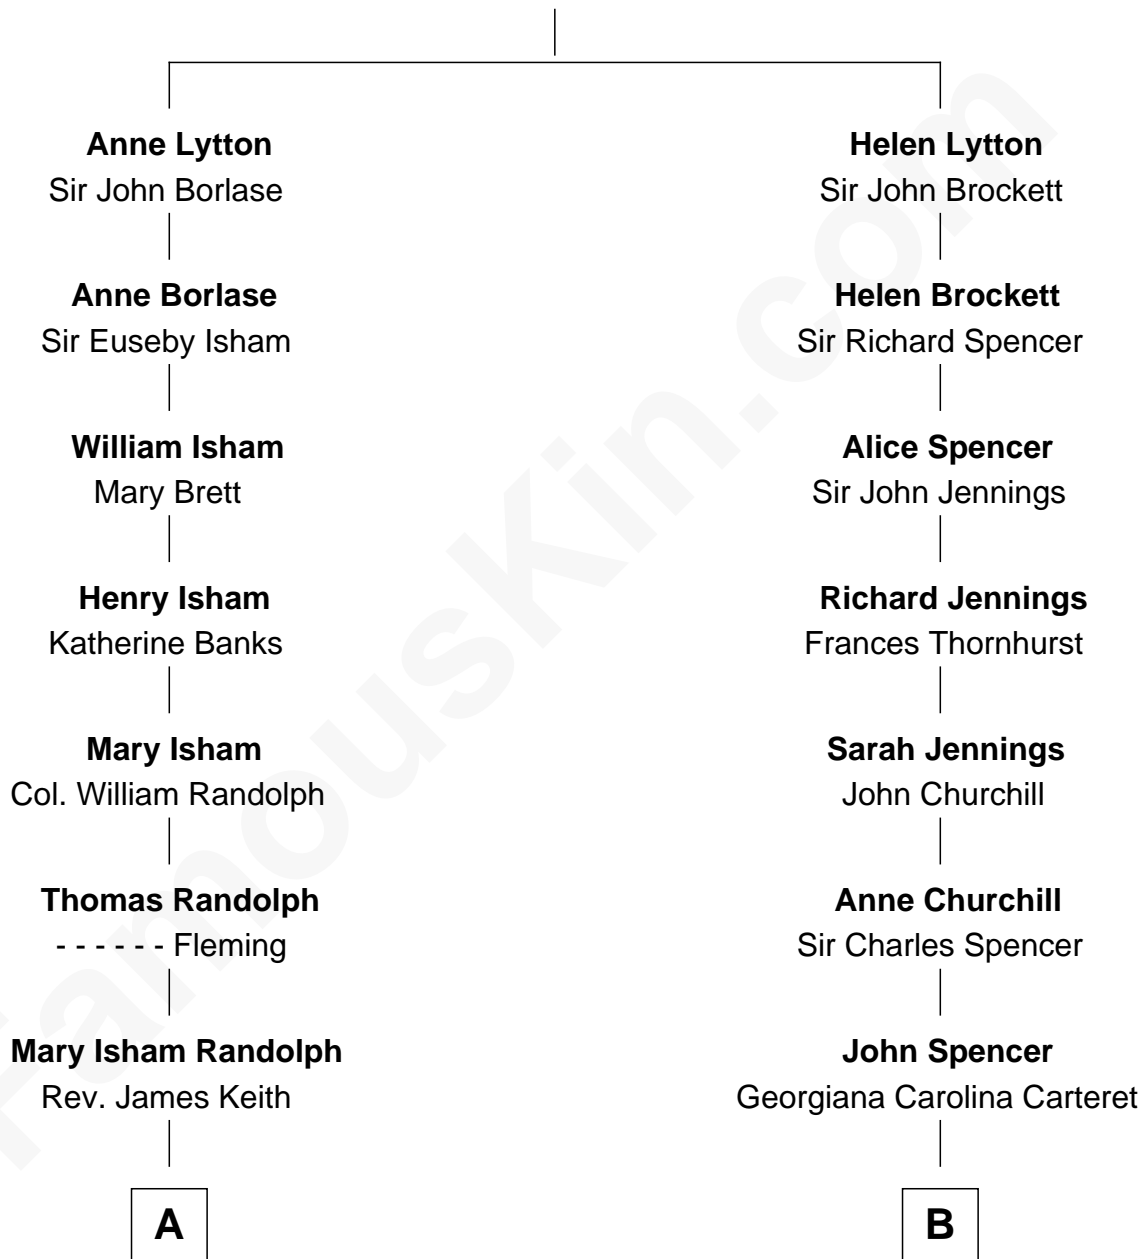 Anne Lytton
Sir John Borlase
Helen Lytton
Sir John Brockett
Anne Borlase
Sir Euseby Isham
Helen Brockett
Sir Richard Spencer
William Isham
Mary Brett
Alice Spencer
Sir John Jennings
Henry Isham
Katherine Banks
Richard Jennings
Frances Thornhurst
Mary Isham
Col. William Randolph
Sarah Jennings
John Churchill
Thomas Randolph
- - - - - - Fleming
Anne Churchill
Sir Charles Spencer
Mary Isham Randolph
Rev. James Keith
John Spencer
Georgiana Carolina Carteret
A
B
FamousKin.com